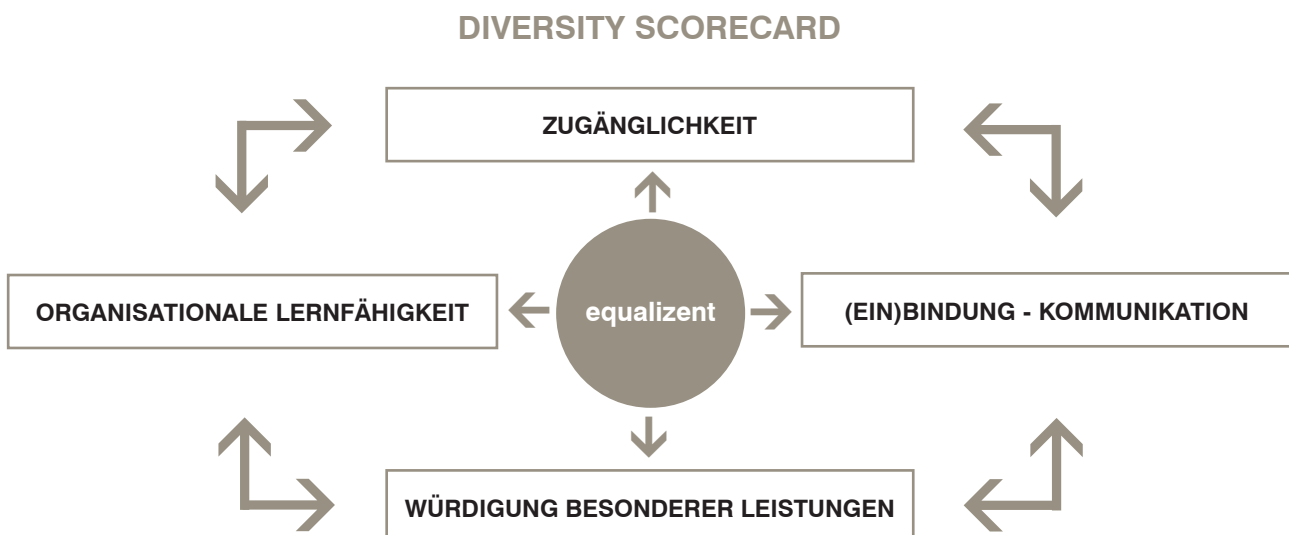 DIVERSITY SCORECARD
ZUGÄNGLICHKEIT
ORGANISATIONALE LERNFÄHIGKEIT
equalizent
(EIN)BINDUNG - KOMMUNIKATION
WÜRDIGUNG BESONDERER LEISTUNGEN